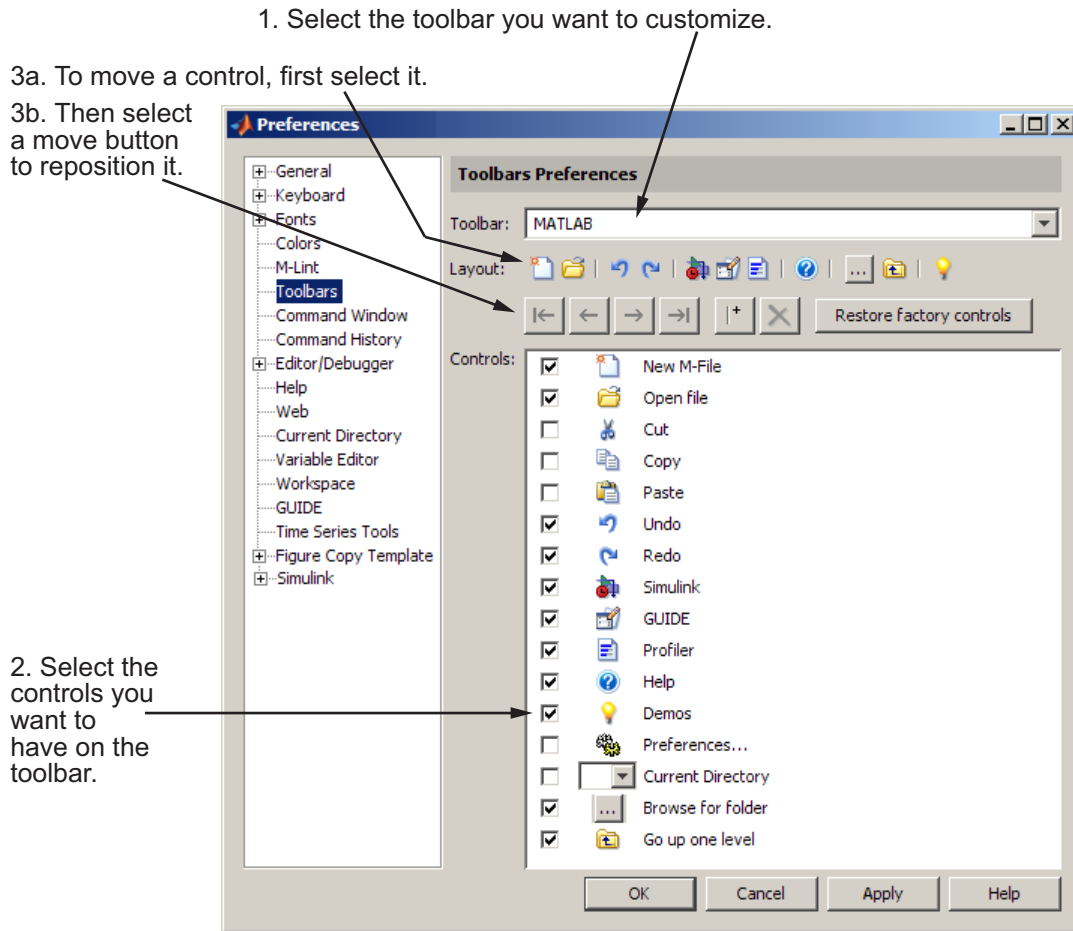 1. Select the toolbar you want to customize.
3a. To move a control, first select it.
3b. Then select
a move button
to reposition it.
Preferences
General
Keyboard
Fonts
Colors
M-Lint
Toolbars
Command Window
Command History
Editor/Debugger
Help
Web
Current Directory
Variable Editor
Workspace
GUIDE
Time Series Tools
Figure Copy Template
Simulink
Toolbars Preferences
Toolbar: MATLAB
Layout: ...
Restore factory controls
Controls:
New M-File
Open file
Cut
Copy
Paste
Undo
Redo
Simulink
GUIDE
Profiler
Help
Demos
Preferences...
Current Directory
... Browse for folder
Go up one level
2. Select the
controls you
want to
have on the
toolbar.
OK Cancel Apply Help